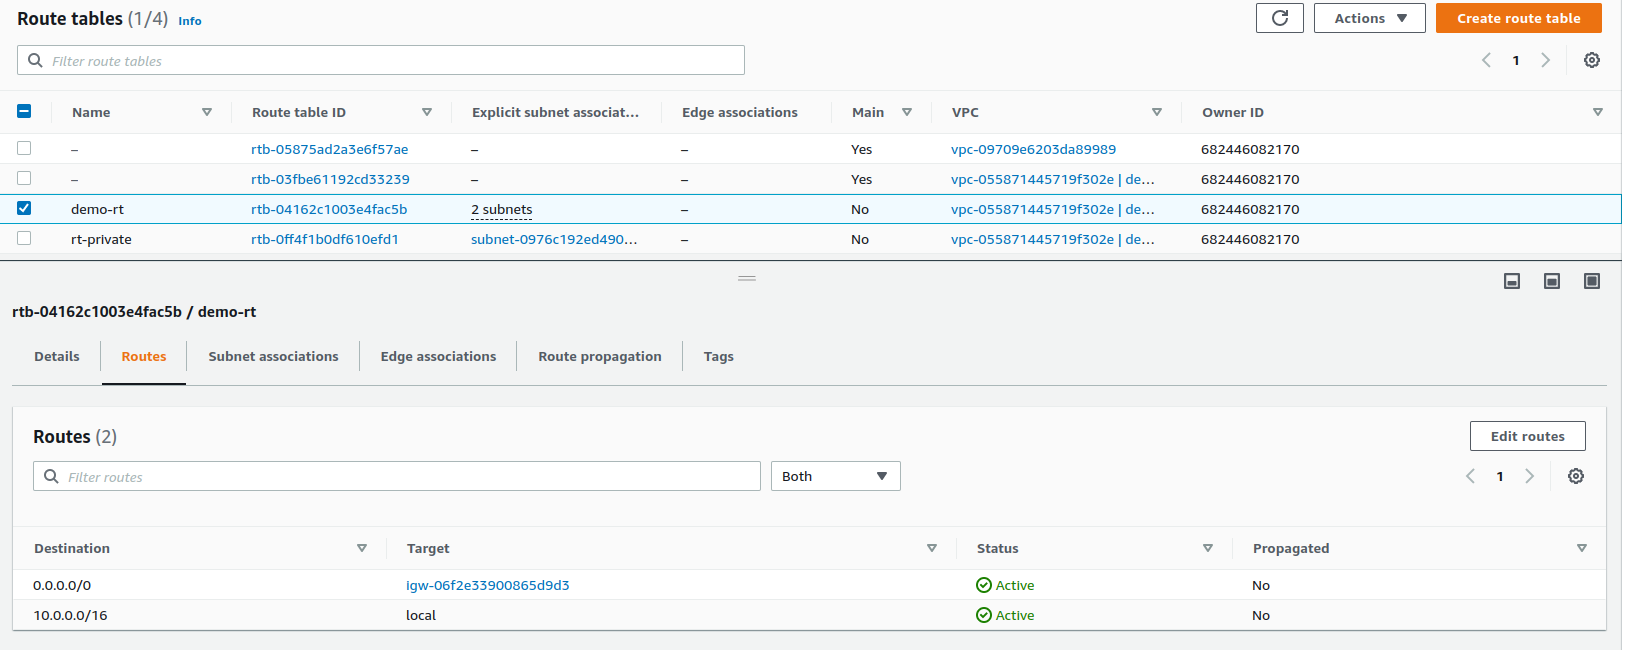 Route tables (1/4) Info
Actions
Create route table
Filter route tables
1
Name Route table ID Explicit subnet associat... Edge associations Main VPC Owner ID
– rtb-05875ad2a3e6f57ae – – Yes vpc-09709e6203da89989 682446082170
– rtb-03fbe61192cd33239 – – Yes vpc-055871445719f302e | de... 682446082170
demo-rt rtb-04162c1003e4fac5b 2 subnets – No vpc-055871445719f302e | de... 682446082170
rt-private rtb-0ff4f1b0df610efd1 subnet-0976c192ed490... – No vpc-055871445719f302e | de... 682446082170
rtb-04162c1003e4fac5b / demo-rt
Details Routes Subnet associations Edge associations Route propagation Tags
Routes (2)
Edit routes
Filter routes
Both
1
Destination Target Status Propagated
0.0.0.0/0 igw-06f2e33900865d9d3 Active No
10.0.0.0/16 local Active No